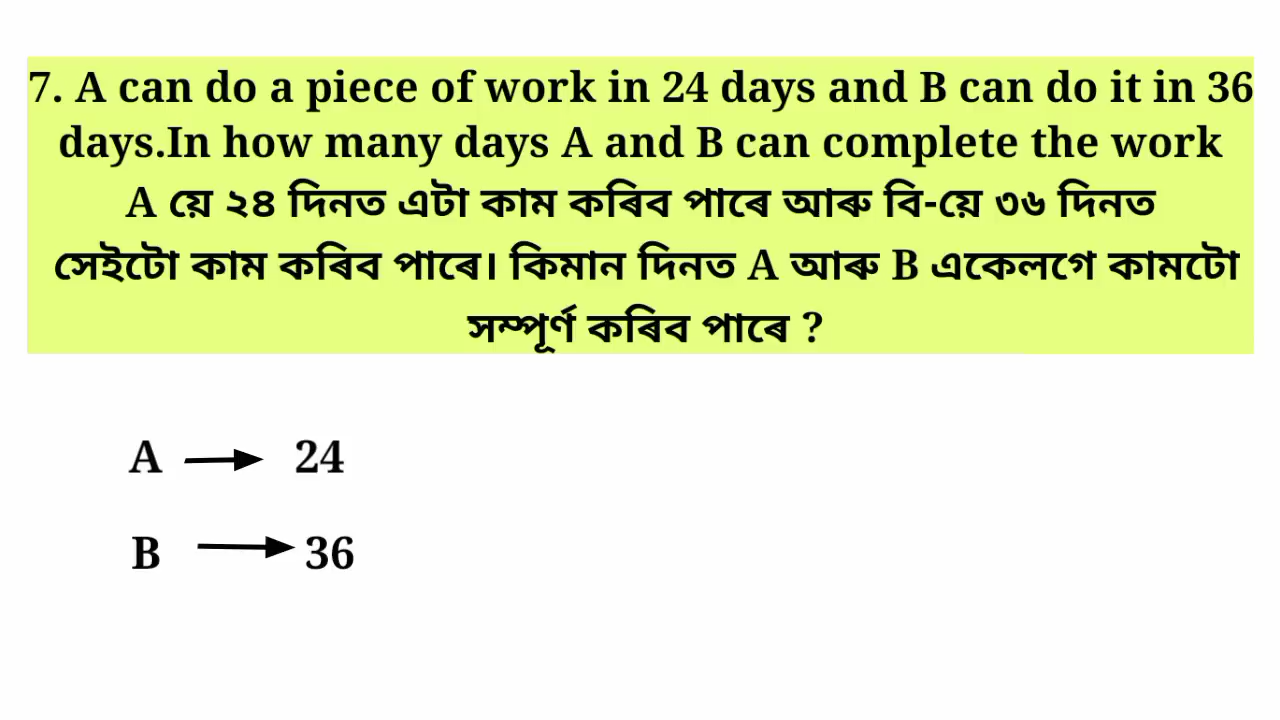 7. A can do a piece of work in 24 days and B can do it in 36
days.In how many days A and B can complete the work
A য়ে ২৪ দিনত এটা কাম কৰিব পাৰে আৰু বি-য়ে ৩৬ দিনত
সেইটো কাম কৰিব পাৰে। কিমান দিনত A আৰু B একেলগে কামটো
সম্পূৰ্ণ কৰিব পাৰে ?
A 24
B 36